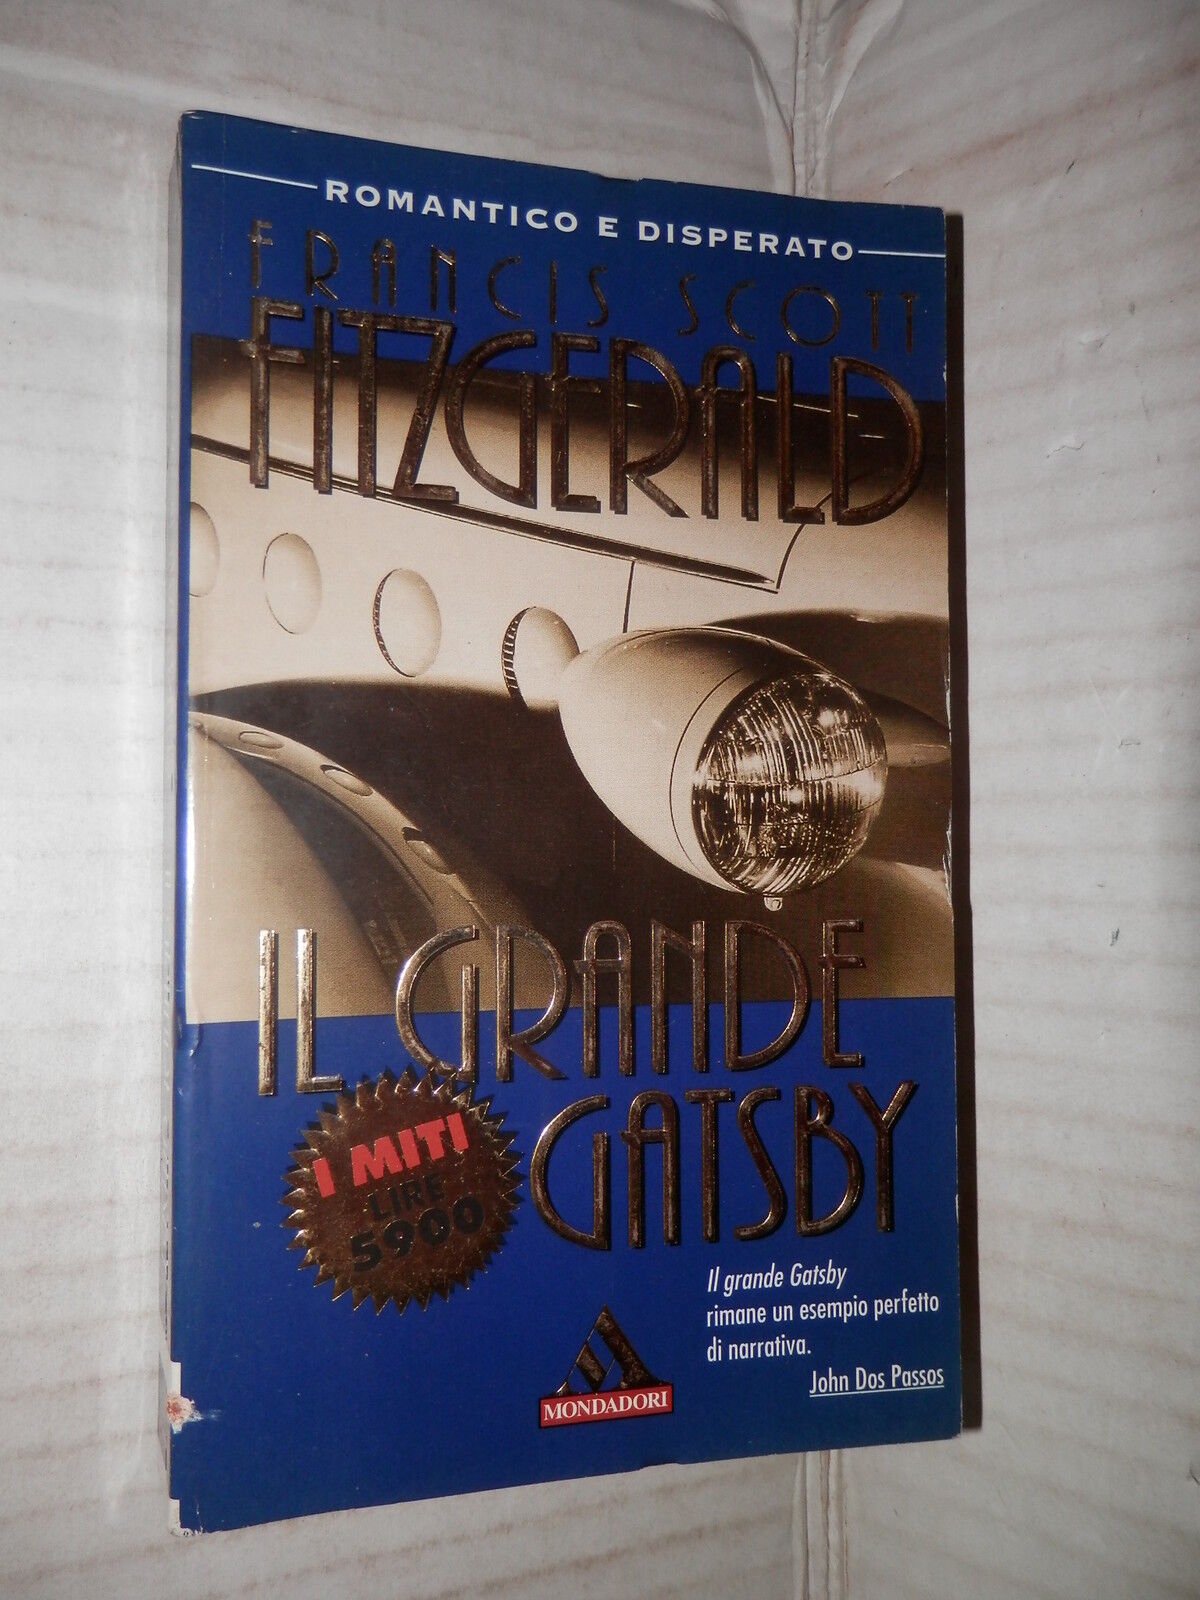 ROMANTICO E DISPERATO
FRANCIS SCOTT
FITZGERALD
IL GRANDE
GATSBY
I MITI
LIRE
5900
Il grande Gatsby
rimane un esempio perfetto
di narrativa.
John Dos Passos
MONDADORI